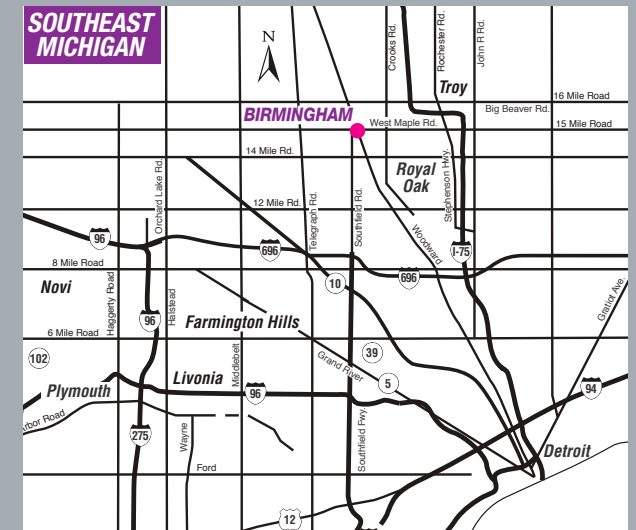 SOUTHEAST
MICHIGAN
N
Crooks Rd.
Rochester Rd.
John R Rd.
Troy
16 Mile Road
Big Beaver Rd.
BIRMINGHAM
West Maple Rd.
15 Mile Road
14 Mile Rd.
Orchard Lake Rd.
Royal
Oak
Stephenson Hwy.
12 Mile Rd.
Telegraph Rd.
Southfield Rd.
Woodward
96
696
I-75
8 Mile Road
696
10
Novi
Haggerty Road
Halstead
96
Gratiot Ave.
Farmington Hills
6 Mile Road
102
39
Middlebelt
Grand River
Livonia
5
Plymouth
96
94
rbor Road
275
Wayne
Southfield Fwy.
Detroit
Ford
12